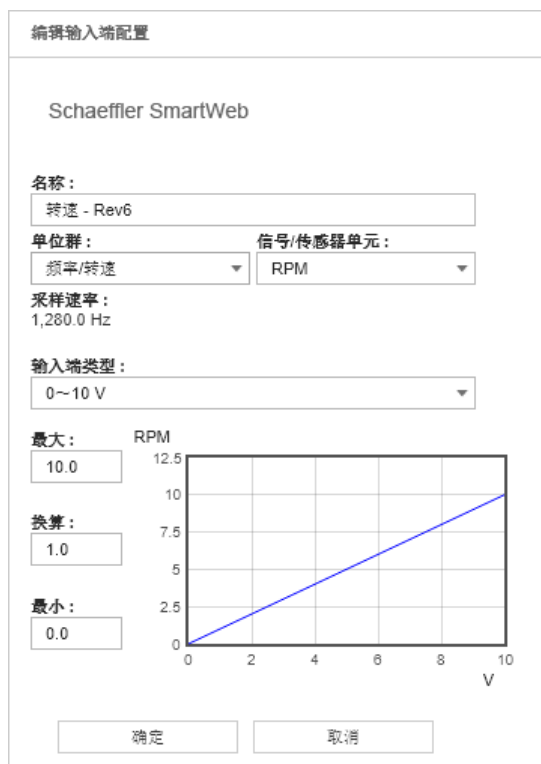 编辑输入端配置
Schaeffler SmartWeb
名称：
转速 - Rev6
单位群： 信号/传感器单元：
频率/转速 RPM
采样速率：
1,280.0 Hz
输入端类型：
0～10 V
最大： RPM
10.0
换算：
1.0
最小：
0.0
12.5
10
7.5
5
2.5
0
0 2 4 6 8 10
V
确定 取消